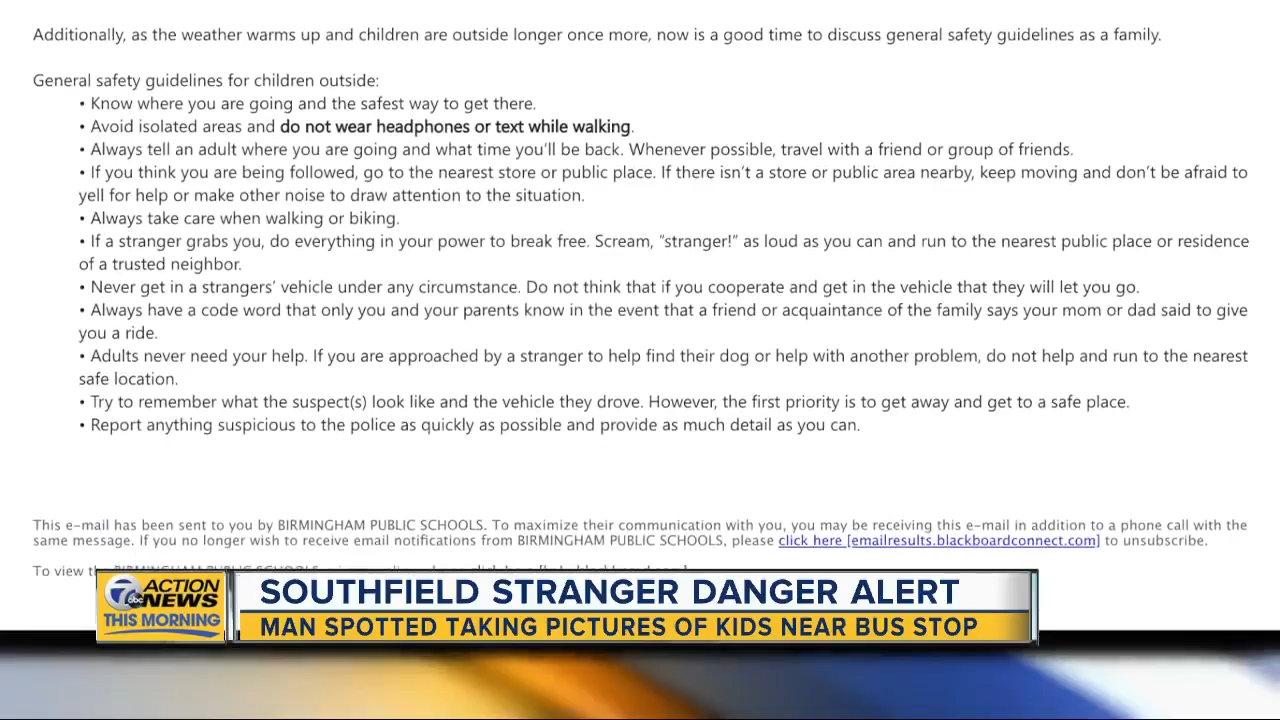 Additionally, as the weather warms up and children are outside longer once more, now is a good time to discuss general safety guidelines as a family.
General safety guidelines for children outside:
• Know where you are going and the safest way to get there.
• Avoid isolated areas and do not wear headphones or text while walking.
• Always tell an adult where you are going and what time you'll be back. Whenever possible, travel with a friend or group of friends.
• If you think you are being followed, go to the nearest store or public place. If there isn't a store or public area nearby, keep moving and don't be afraid to
yell for help or make other noise to draw attention to the situation.
• Always take care when walking or biking.
• If a stranger grabs you, do everything in your power to break free. Scream, "stranger!" as loud as you can and run to the nearest public place or residence
of a trusted neighbor.
• Never get in a strangers' vehicle under any circumstance. Do not think that if you cooperate and get in the vehicle that they will let you go.
• Always have a code word that only you and your parents know in the event that a friend or acquaintance of the family says your mom or dad said to give
you a ride.
• Adults never need your help. If you are approached by a stranger to help find their dog or help with another problem, do not help and run to the nearest
safe location.
• Try to remember what the suspect(s) look like and the vehicle they drove. However, the first priority is to get away and get to a safe place.
• Report anything suspicious to the police as quickly as possible and provide as much detail as you can.
This e-mail has been sent to you by BIRMINGHAM PUBLIC SCHOOLS. To maximize their communication with you, you may be receiving this e-mail in addition to a phone call with the
same message. If you no longer wish to receive email notifications from BIRMINGHAM PUBLIC SCHOOLS, please click here [emailresults.blackboardconnect.com] to unsubscribe.
To view
7 abc ACTION NEWS
THIS MORNING
SOUTHFIELD STRANGER DANGER ALERT
MAN SPOTTED TAKING PICTURES OF KIDS NEAR BUS STOP